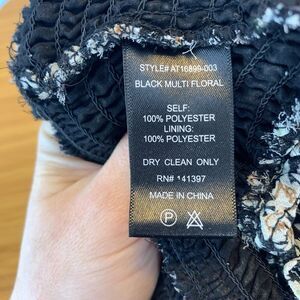 STYLE# AT16899-003
BLACK MULTI FLORAL
SELF:
100% POLYESTER
LINING:
100% POLYESTER
DRY CLEAN ONLY
RN# 141397
MADE IN CHINA
P